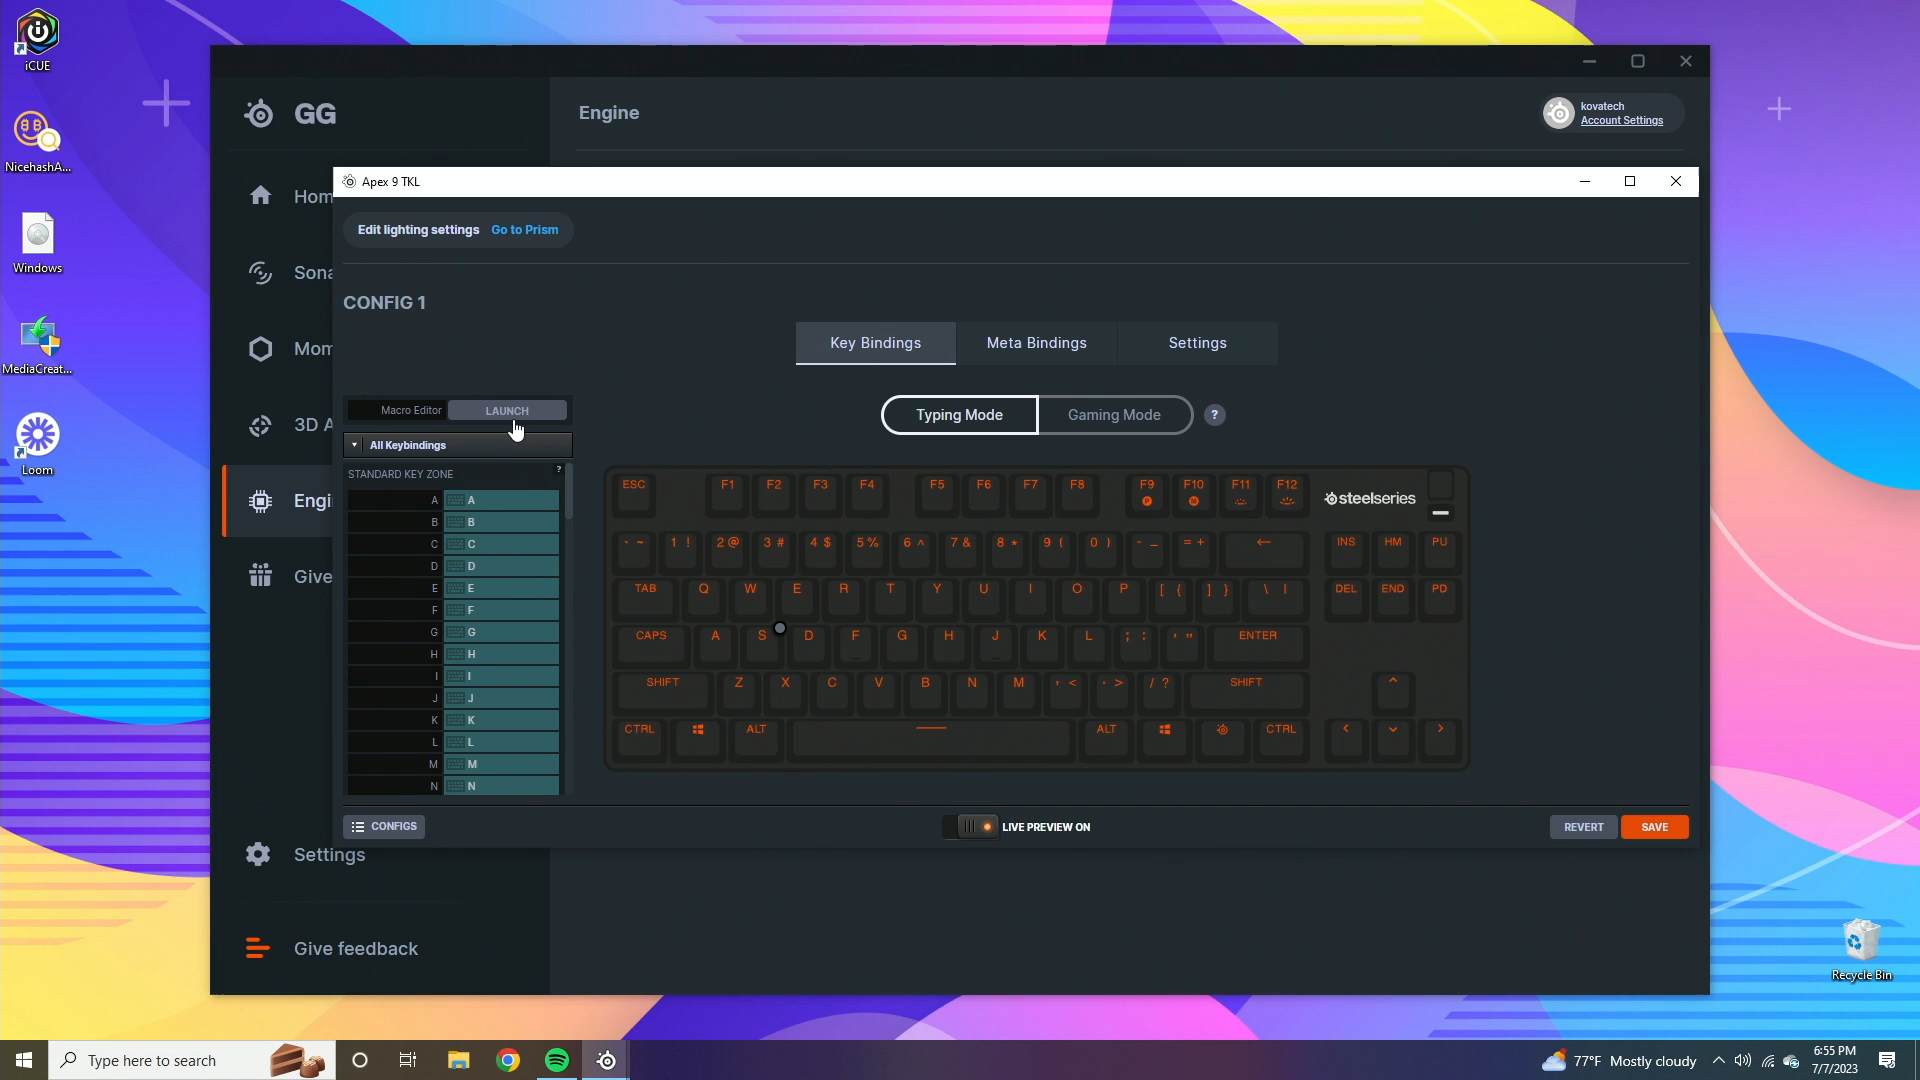 iCUE
NicehashA...
Windows
MediaCreat...
Loom
Recycle Bin
GG
Engine
kovatech
Account Settings
Hom
Sona
Mom
3D A
Engi
Give
Settings
Give feedback
Apex 9 TKL
Edit lighting settings Go to Prism
CONFIG 1
Key Bindings Meta Bindings Settings
Macro Editor LAUNCH
Typing Mode Gaming Mode ?
All Keybindings
STANDARD KEY ZONE ?
A A
B B
C C
D D
E E
F F
G G
H H
I I
J J
K K
L L
M M
N N
ESC F1 F2 F3 F4 F5 F6 F7 F8 F9 F10 F11 F12
P M
steelseries
` ~ 1 ! 2 @ 3 # 4 $ 5 % 6 ^ 7 & 8 * 9 ( 0 ) - _ = + ← INS HM PU
TAB Q W E R T Y U I O P [ { ] } \ | DEL END PD
CAPS A S D F G H J K L ; : ' " ENTER
SHIFT Z X C V B N M , < . > / ? SHIFT ^
CTRL ALT ALT CTRL < ⌄ >
CONFIGS LIVE PREVIEW ON REVERT SAVE
Type here to search
77°F Mostly cloudy
6:55 PM
7/7/2023